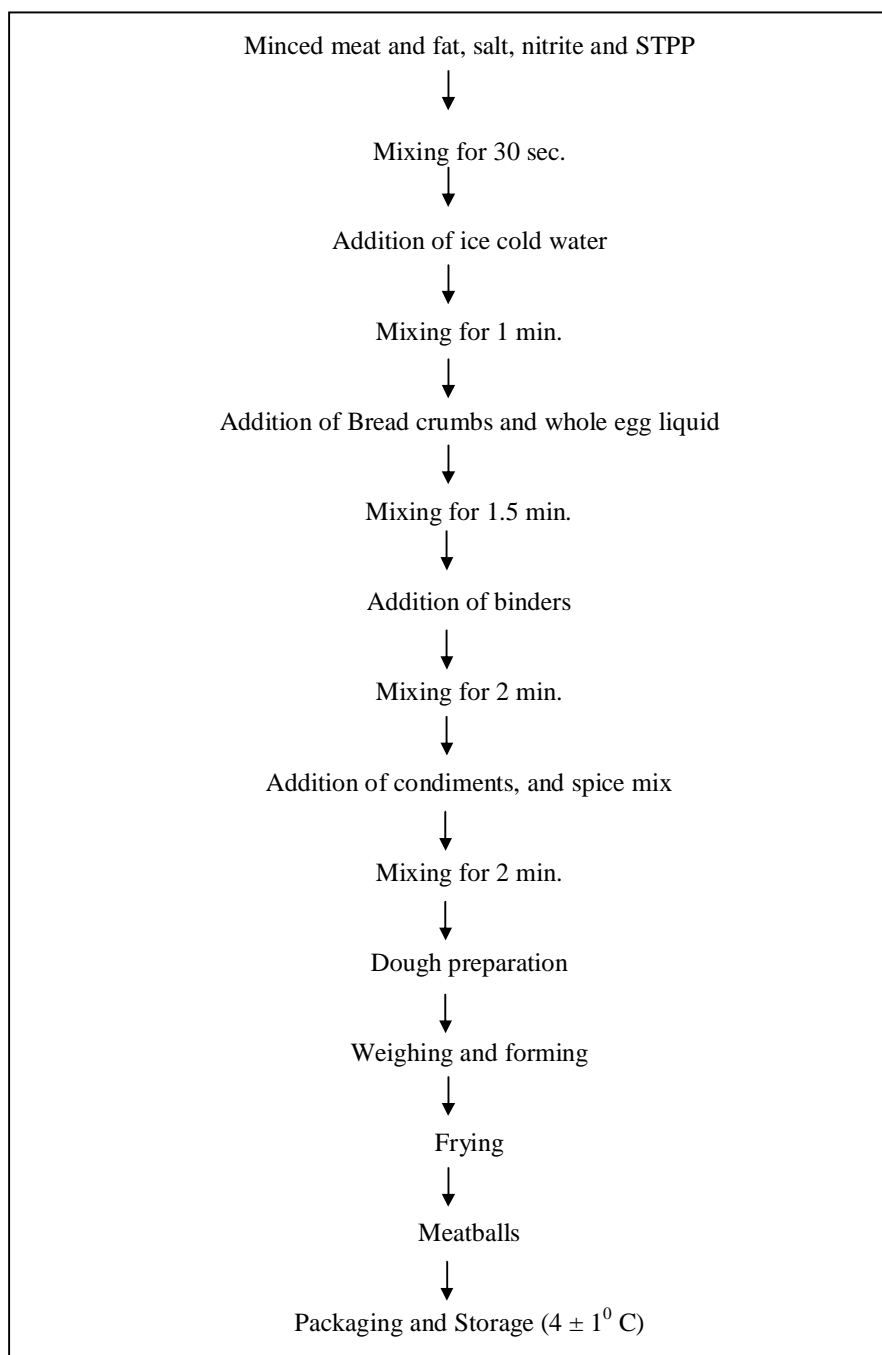 Minced meat and fat, salt, nitrite and STPP
Mixing for 30 sec.
Addition of ice cold water
Mixing for 1 min.
Addition of Bread crumbs and whole egg liquid
Mixing for 1.5 min.
Addition of binders
Mixing for 2 min.
Addition of condiments, and spice mix
Mixing for 2 min.
Dough preparation
Weighing and forming
Frying
Meatballs
Packaging and Storage (4 ± 1⁰ C)